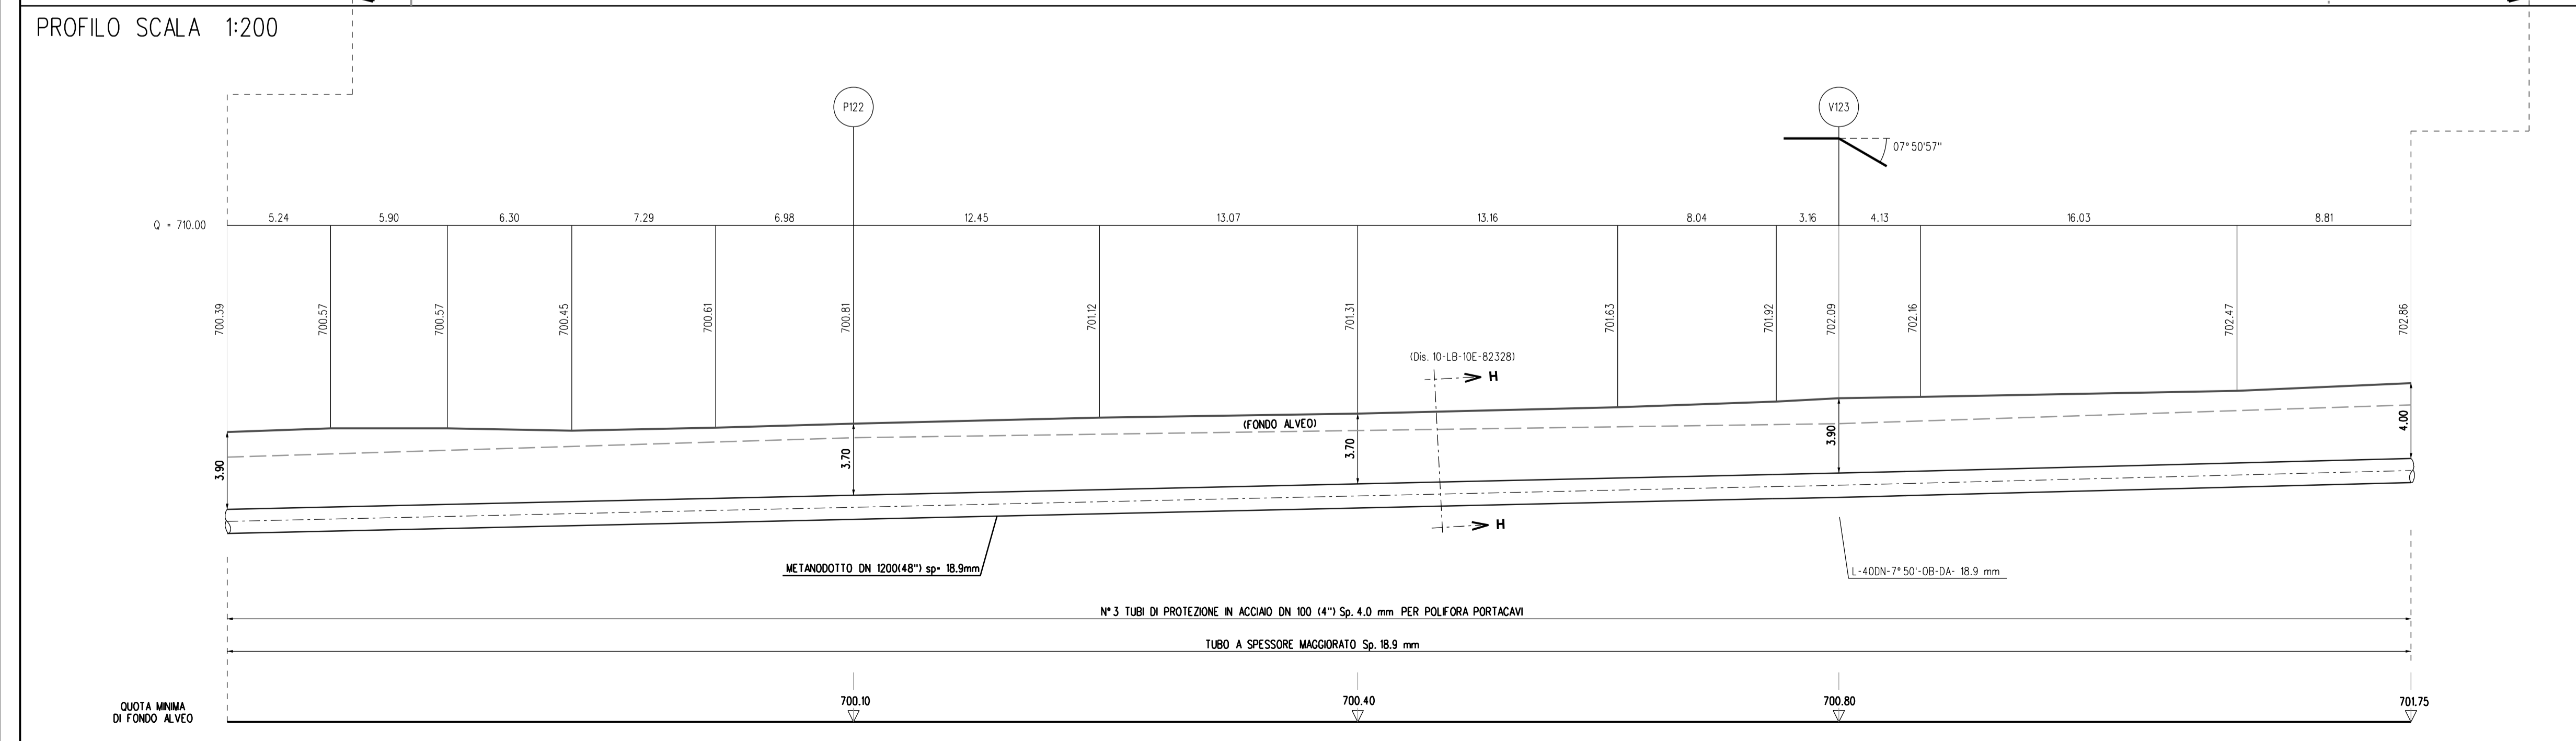 PROFILO SCALA 1:200
P122
V123
07°50'57"
Q = 710.00
5.24 5.90 6.30 7.29 6.98 12.45 13.07 13.16 8.04 3.16 4.13 16.03 8.81
700.39 700.57 700.57 700.45 700.61 700.81 701.12 701.31 701.63 701.92 702.09 702.16 702.47 702.86
(Dis. 10-LB-10E-82328)
H
(FONDO ALVEO)
3.90 3.70 3.70 3.90 4.00
H
METANODOTTO DN 1200(48") sp= 18.9mm
L-40DN-7°50'-OB-DA- 18.9 mm
N° 3 TUBI DI PROTEZIONE IN ACCIAIO DN 100 (4") Sp. 4.0 mm PER POLIFORA PORTACAVI
TUBO A SPESSORE MAGGIORATO Sp. 18.9 mm
QUOTA MINIMA
DI FONDO ALVEO
700.10 700.40 700.80 701.75